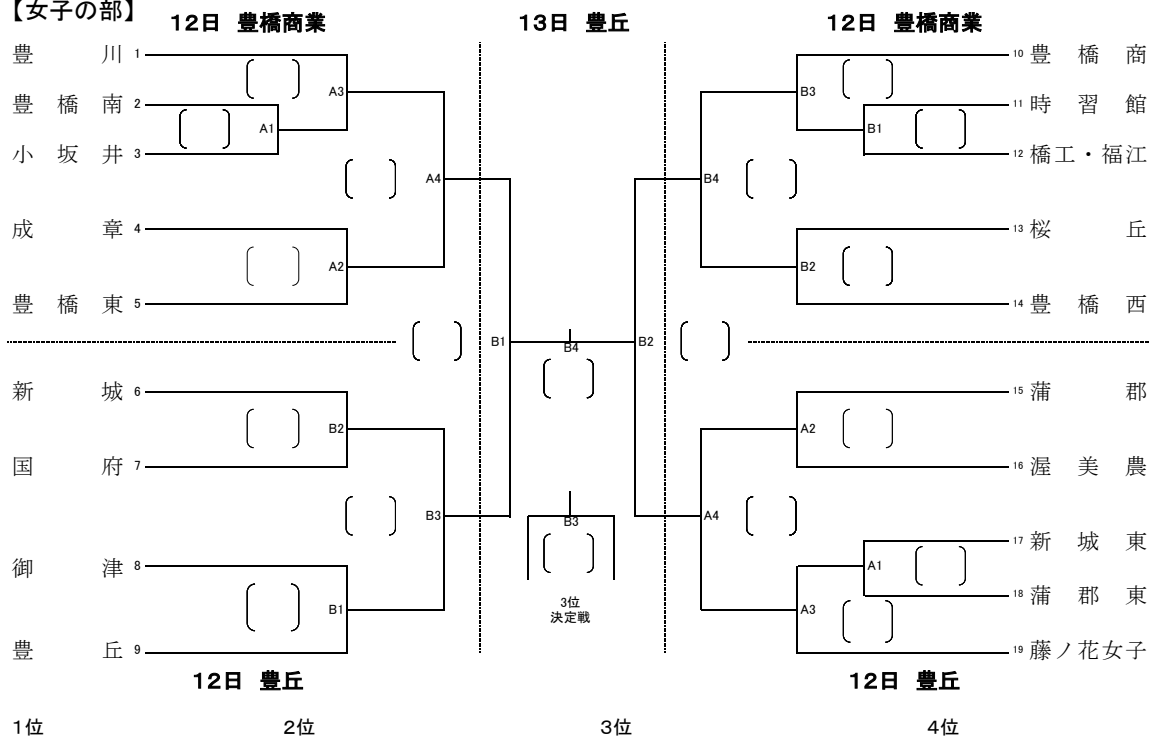 【女子の部】
12日 豊橋商業 13日 豊丘 12日 豊橋商業
豊川 1
A3
豊橋南 2
A1
小坂井 3
A4
成章 4
A2
豊橋東 5
B1
新城 6
B2
国府 7
B3
御津 8
B1
豊丘 9
12日 豊丘
B4
B3
3位
決定戦
10 豊橋商
B3
11 時習館
B1
12 橋工・福江
B4
13 桜丘
B2
14 豊橋西
B2
15 蒲郡
A2
16 渥美農
A4
17 新城東
A1
18 蒲郡東
A3
19 藤ノ花女子
12日 豊丘
1位 2位 3位 4位